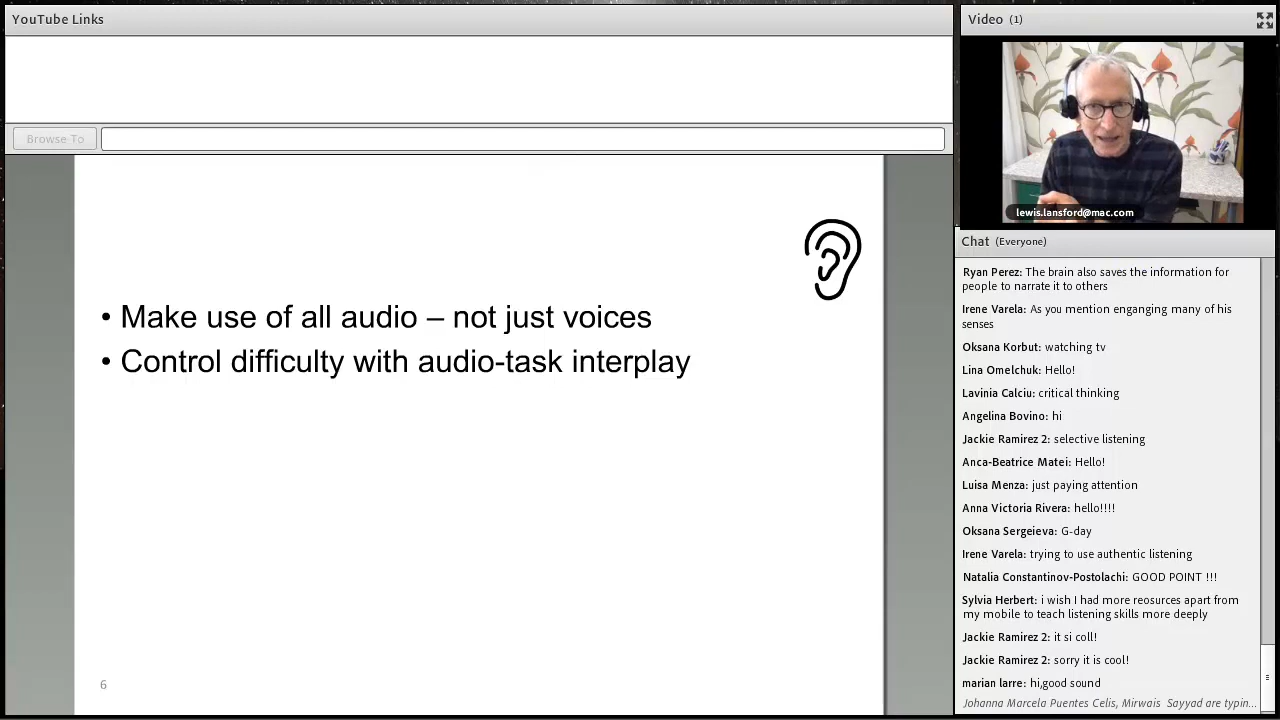 YouTube Links
Browse To
• Make use of all audio – not just voices
• Control difficulty with audio-task interplay
6
Video (1)
lewis.lansford@mac.com
Chat (Everyone)
Ryan Perez: The brain also saves the information for
people to narrate it to others
Irene Varela: As you mention enganging many of his
senses
Oksana Korbut: watching tv
Lina Omelchuk: Hello!
Lavinia Calciu: critical thinking
Angelina Bovino: hi
Jackie Ramirez 2: selective listening
Anca-Beatrice Matei: Hello!
Luisa Menza: just paying attention
Anna Victoria Rivera: hello!!!!
Oksana Sergeieva: G-day
Irene Varela: trying to use authentic listening
Natalia Constantinov-Postolachi: GOOD POINT !!!
Sylvia Herbert: i wish I had more reosurces apart from
my mobile to teach listening skills more deeply
Jackie Ramirez 2: it si coll!
Jackie Ramirez 2: sorry it is cool!
marian larre: hi,good sound
Johanna Marcela Puentes Celis, Mirwais Sayyad are typin...